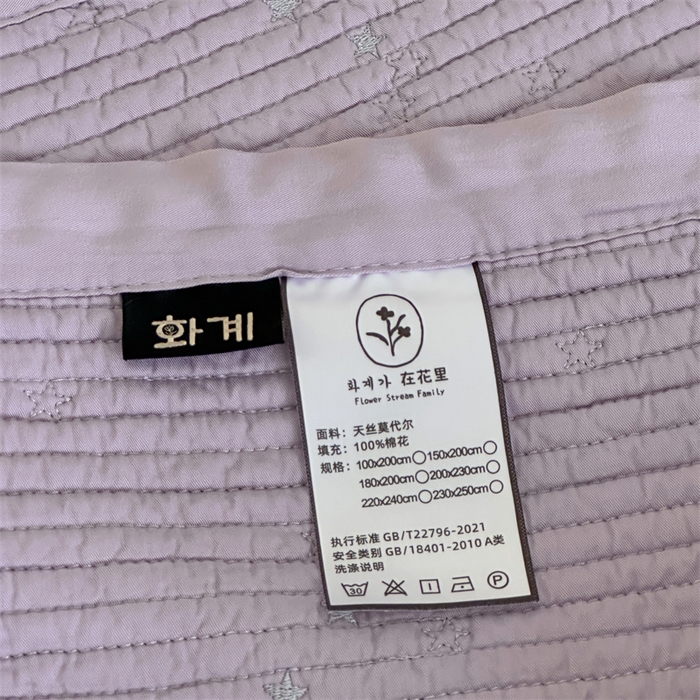 화계
화계가 在花里
Flower Stream Family
面料：天丝莫代尔
填充：100%棉花
规格：100x200cm○150x200cm○
180x200cm○200x230cm○
220x240cm○230x250cm○
执行标准 GB/T22796-2021
安全类别 GB/18401-2010 A类
洗涤说明
30
P